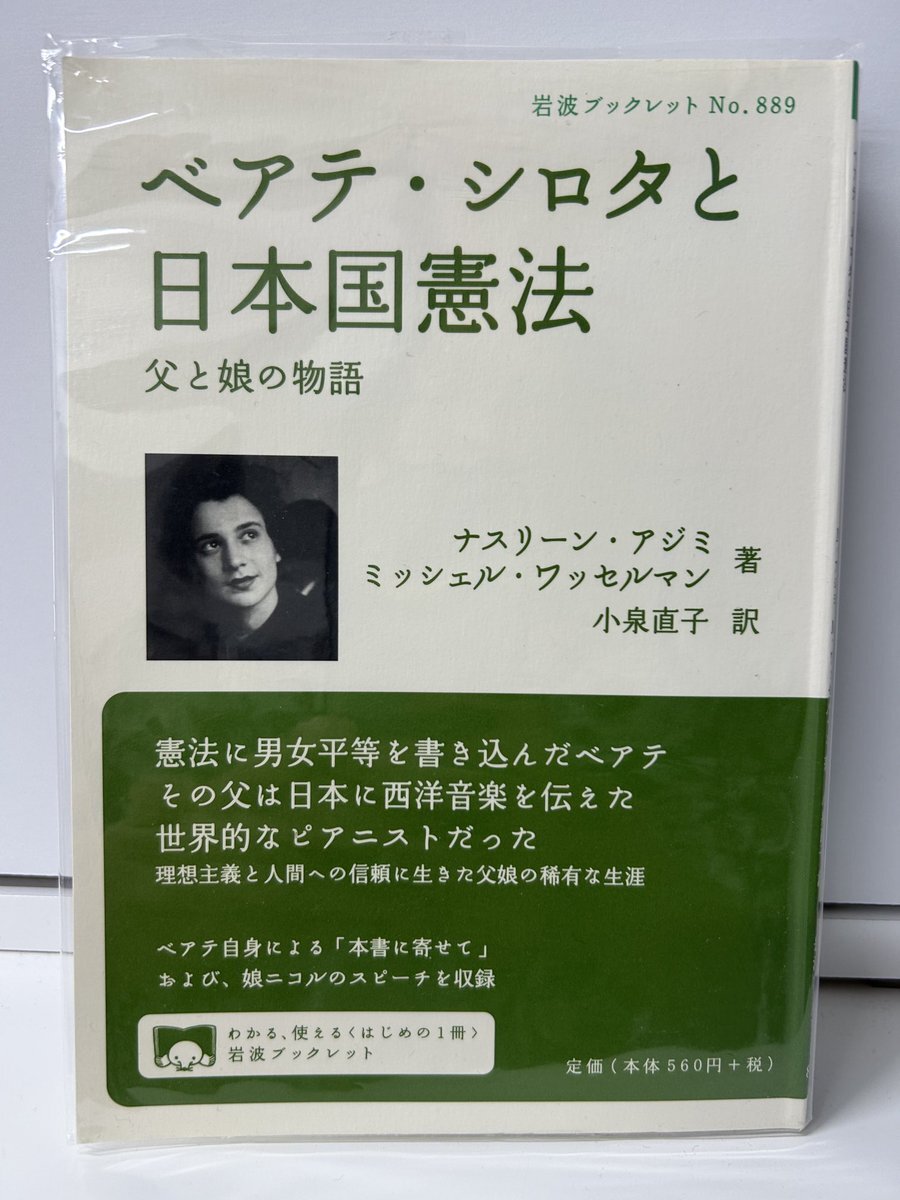 岩波ブックレット No. 889
ベアテ・シロタと
日本国憲法
父と娘の物語
ナスリーン・アジミ
ミッシェル・ワッセルマン 著
小泉直子 訳
憲法に男女平等を書き込んだベアテ
その父は日本に西洋音楽を伝えた
世界的なピアニストだった
理想主義と人間への信頼に生きた父娘の稀有な生涯
ベアテ自身による「本書に寄せて」
および、娘ニコルのスピーチを収録
わかる、使える〈はじめの1冊〉
岩波ブックレット
定価(本体560円+税)